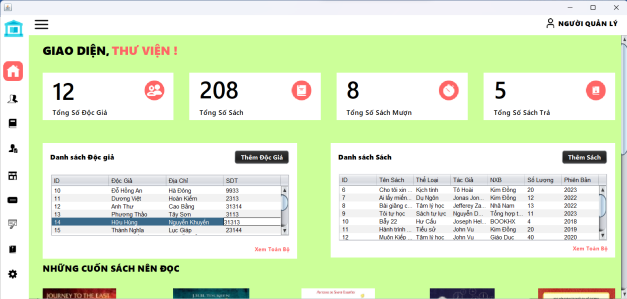 NGƯỜI QUẢN LÝ
GIAO DIỆN, THƯ VIỆN !
12 208 8 5
Tổng Số Độc Giả Tổng Số Sách Tổng Số Sách Mượn Tổng Số Sách Trả
Danh sách Độc giả Thêm Độc Giả Danh sách Sách Thêm Sách
ID Độc Giả Địa Chỉ SDT
10 Đỗ Hồng An Hà Đông 9933
11 Dương Việt Hoàn Kiếm 2313
12 Anh Thư Cao Bằng 31314
13 Phương Thảo Tây Sơn 3113
14 Hữu Hùng Nguyễn Khuyến 31313
15 Thành Nghĩa Lục Giáp ... 23144
Xem Toàn Bộ
ID Tên Sách Thể Loại Tác Giả NXB Số Lượng Phiên Bản
6 Cho tôi xin ... Kịch tính Tô Hoài Kim Đồng 20 2023
7 Ai lấy miến... Du Ngôn Jonas Jon... Kim Đồng 12 2022
8 Bài giảng c... Tâm lý học Jefferey Za... Nhã Nam 13 2022
9 Tôi tự học Sách tư lực Nguyễn D... Tổng hợp t... 11 2023
10 Bẫy 22 Hư Cấu Joseph Hel... BOOKHX 4 2018
11 Hành trình ... Tiểu sử John Vu Kim Đồng 20 2019
12 Muôn Kiếp ... Tâm lí học John Vu Giáo Dục 40 2020
Xem Toàn Bộ
NHỮNG CUỐN SÁCH NÊN ĐỌC
JOURNEY TO THE EAST